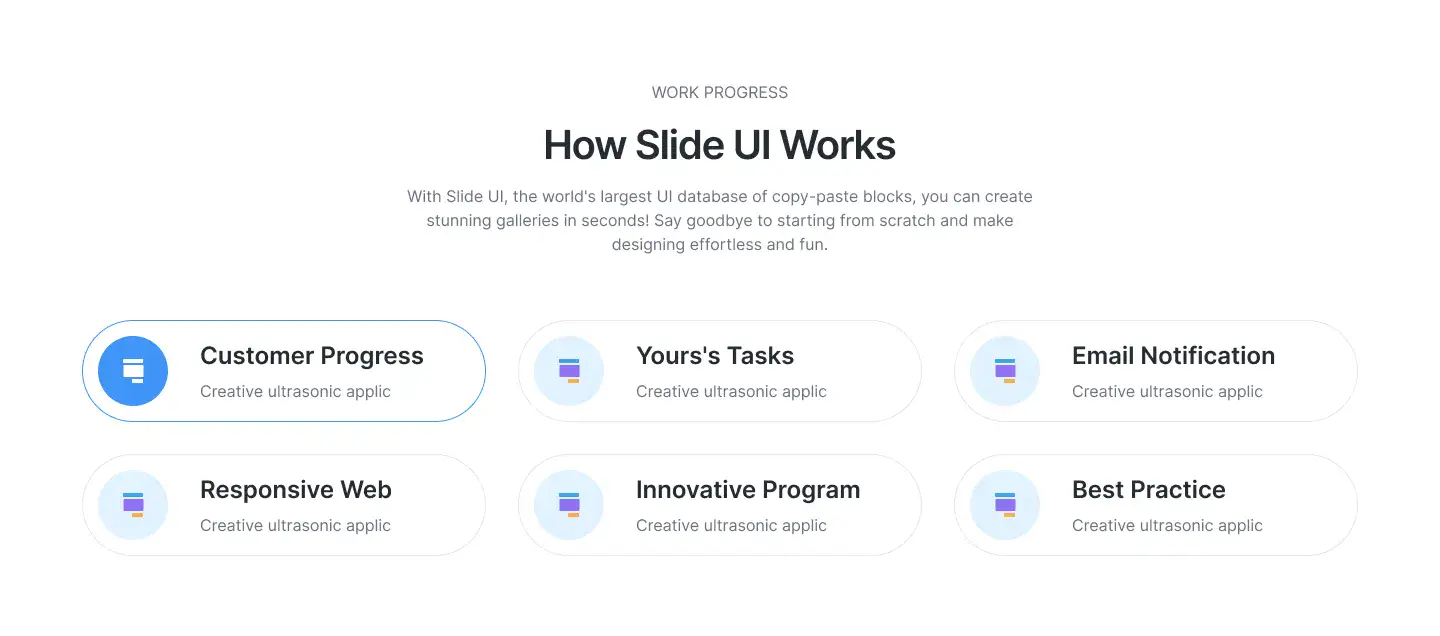 WORK PROGRESS
How Slide UI Works
With Slide UI, the world's largest UI database of copy-paste blocks, you can create
stunning galleries in seconds! Say goodbye to starting from scratch and make
designing effortless and fun.
Customer Progress
Creative ultrasonic applic
Yours's Tasks
Creative ultrasonic applic
Email Notification
Creative ultrasonic applic
Responsive Web
Creative ultrasonic applic
Innovative Program
Creative ultrasonic applic
Best Practice
Creative ultrasonic applic